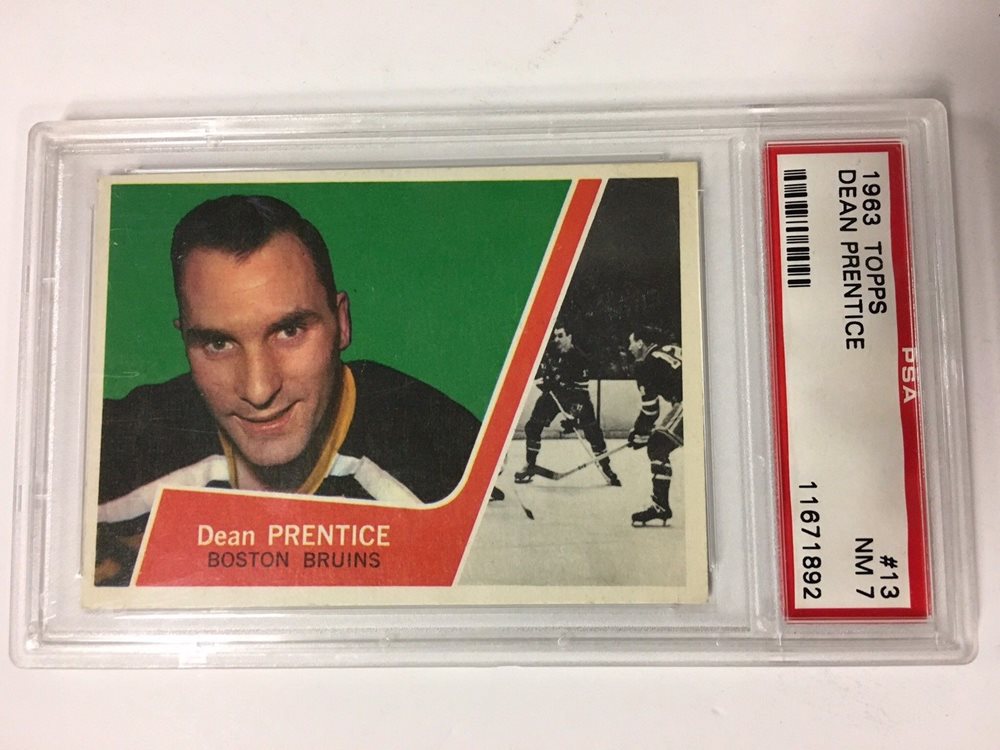 Dean PRENTICE
BOSTON BRUINS
1963 TOPPS #13
DEAN PRENTICE NM 7
11671892
PSA